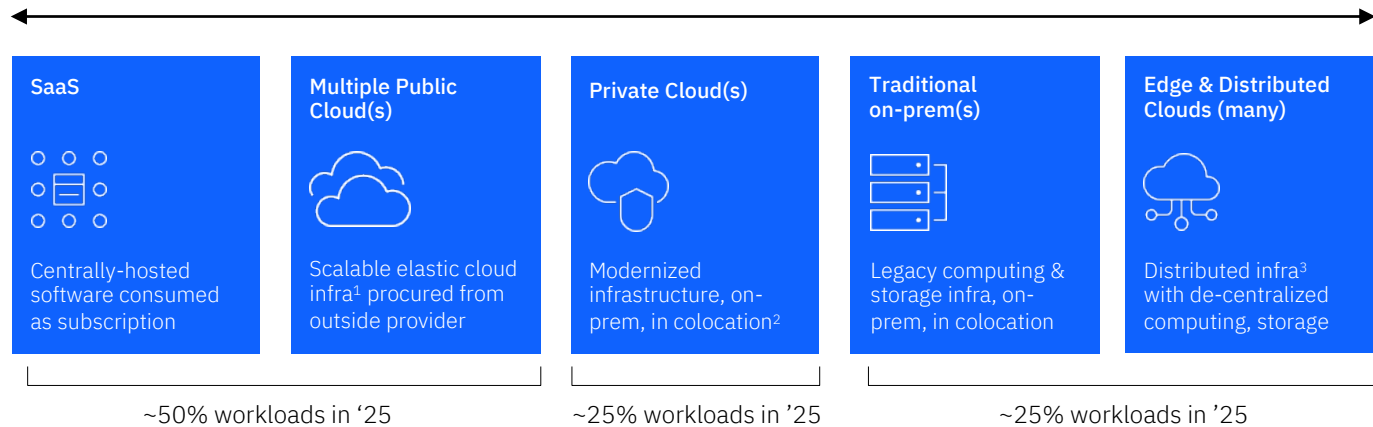 SaaS
Centrally-hosted
software consumed
as subscription
Multiple Public
Cloud(s)
Scalable elastic cloud
infra¹ procured from
outside provider
Private Cloud(s)
Modernized
infrastructure, on-
prem, in colocation²
Traditional
on-prem(s)
Legacy computing &
storage infra, on-
prem, in colocation
Edge & Distributed
Clouds (many)
Distributed infra³
with de-centralized
computing, storage
~50% workloads in ‘25
~25% workloads in ’25
~25% workloads in ’25